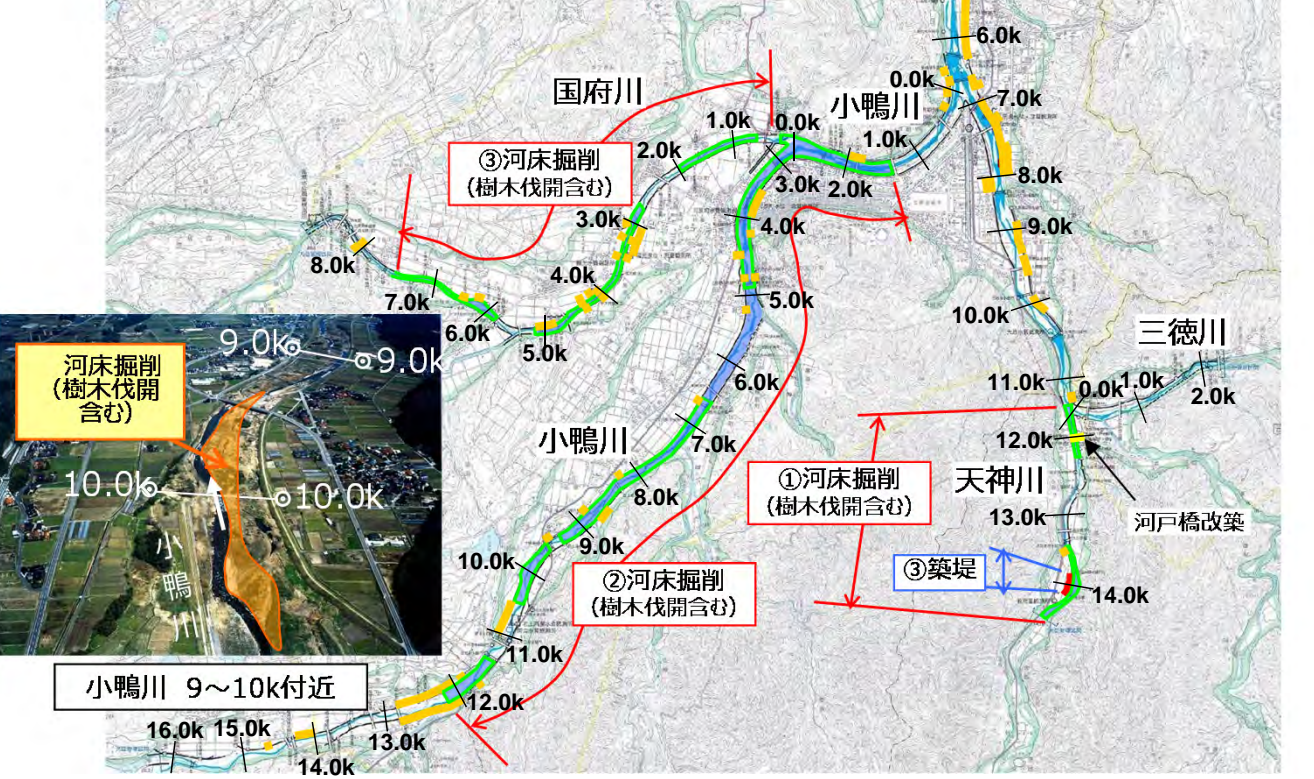 国府川
小鴨川
6.0k
0.0k
7.0k
1.0k
0.0k
1.0k
2.0k
③河床掘削
(樹木伐開含む)
3.0k
2.0k
8.0k
3.0k
4.0k
9.0k
8.0k
4.0k
7.0k
5.0k
10.0k
6.0k
5.0k
三徳川
6.0k
11.0k
0.0k
1.0k
2.0k
河床掘削
(樹木伐開
含む)
9.0k
9.0k
10.0k
10.0k
小
鴨
川
小鴨川
7.0k
12.0k
①河床掘削
(樹木伐開含む)
天神川
8.0k
13.0k
河戸橋改築
9.0k
10.0k
②河床掘削
(樹木伐開含む)
③築堤
14.0k
11.0k
小鴨川 9~10k付近
12.0k
16.0k
15.0k
13.0k
14.0k